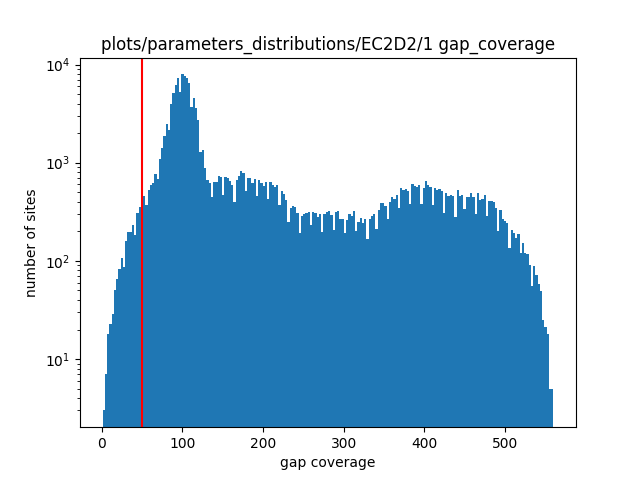 plots/parameters_distributions/EC2D2/1 gap_coverage
10^4
10^3
10^2
10^1
number of sites
0 100 200 300 400 500
gap coverage